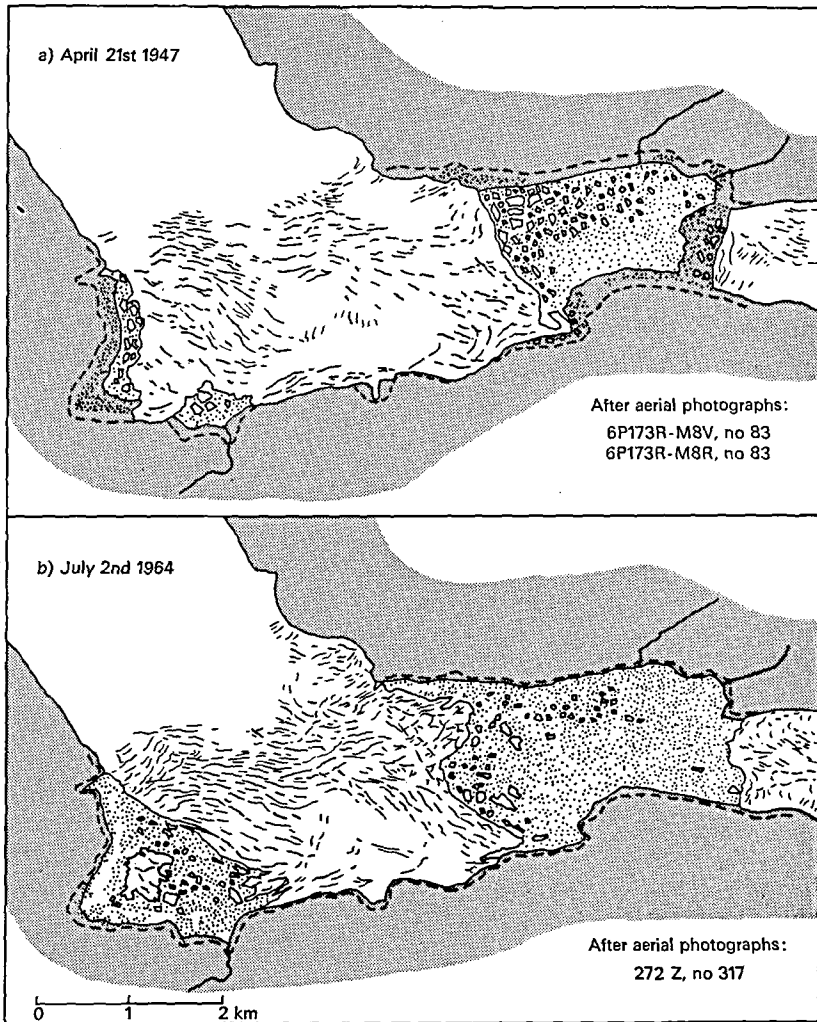 a) April 21st 1947
After aerial photographs:
6P173R-M8V, no 83
6P173R-M8R, no 83
b) July 2nd 1964
After aerial photographs:
272 Z, no 317
0 1 2 km